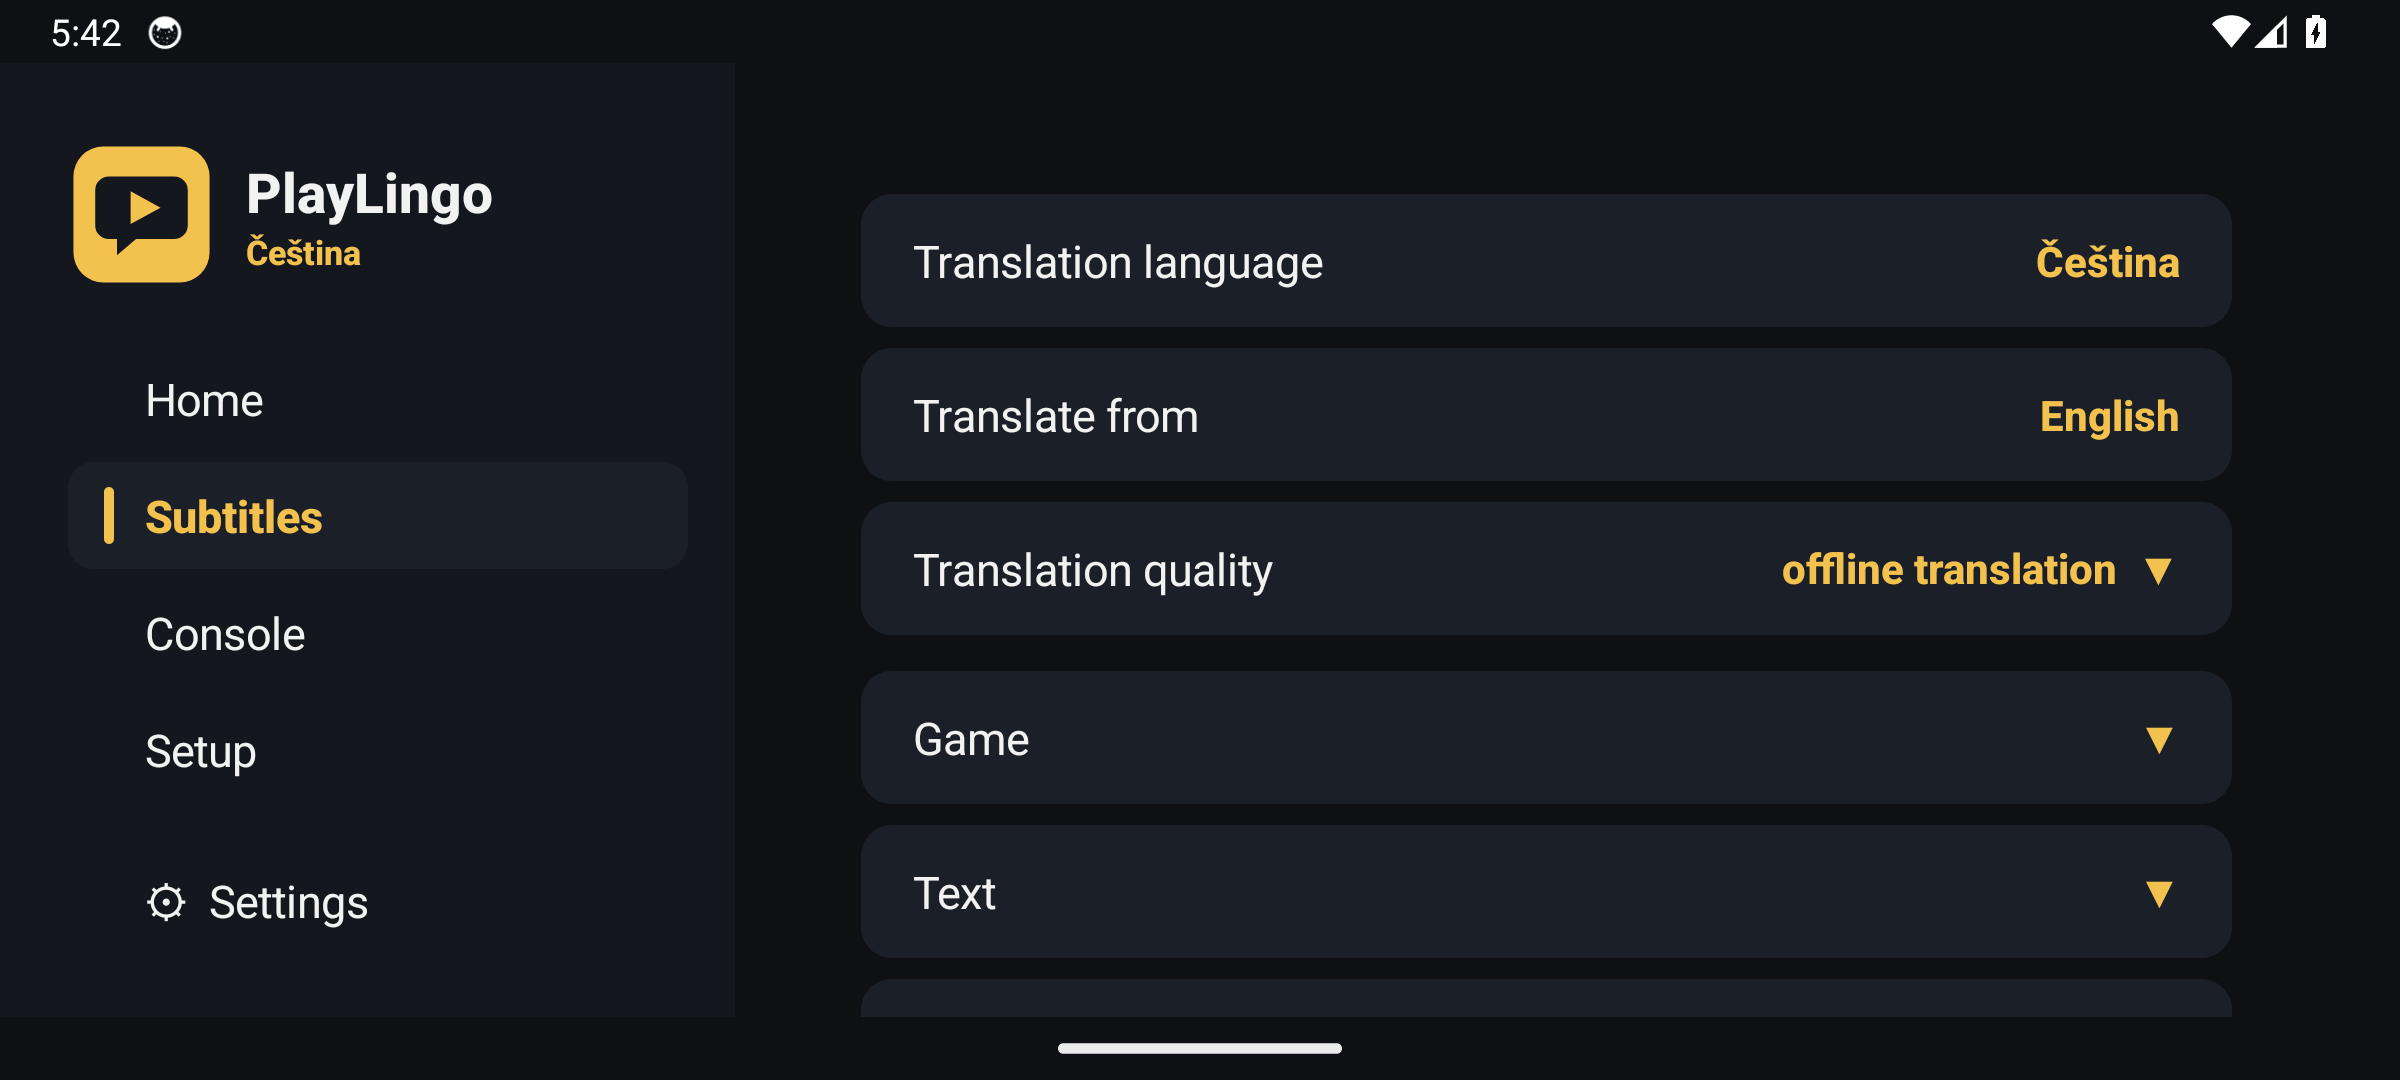 5:42
PlayLingo
Čeština
Home
Subtitles
Console
Setup
Settings
Translation language
Čeština
Translate from
English
Translation quality
offline translation ▼
Game
▼
Text
▼